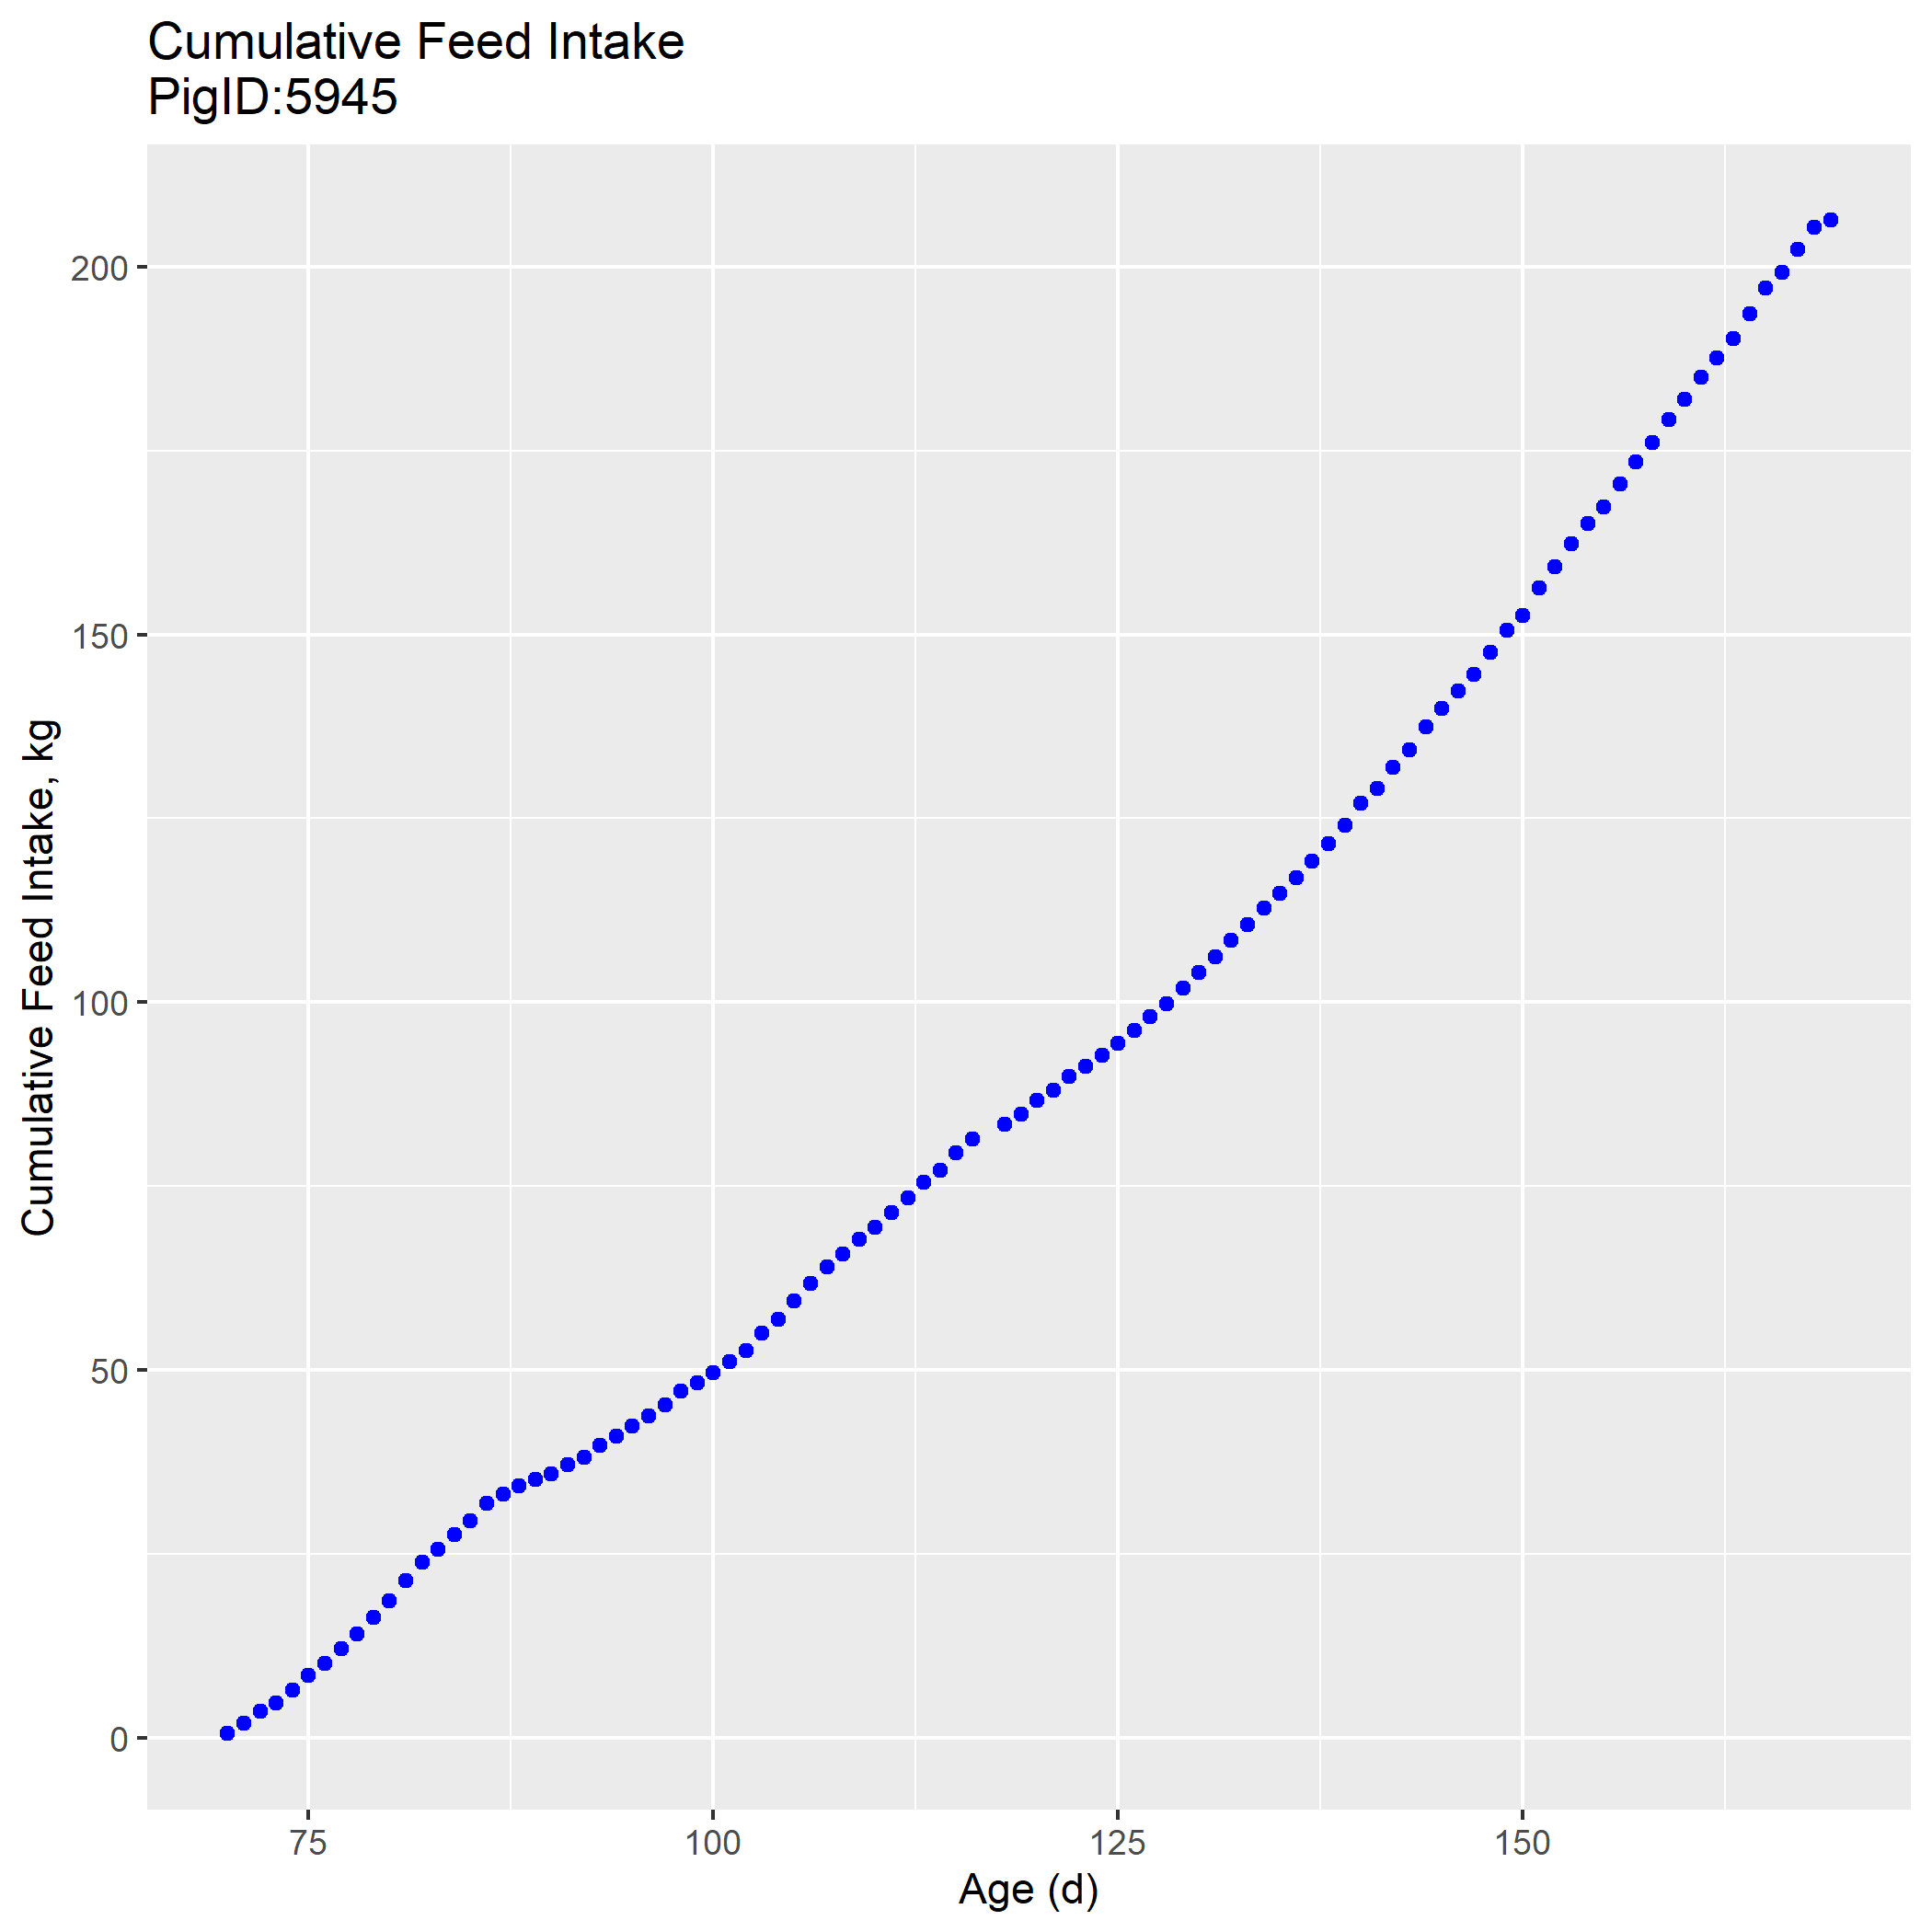 Cumulative Feed Intake
PigID:5945
Cumulative Feed Intake, kg
200
150
100
50
0
75 100 125 150
Age (d)